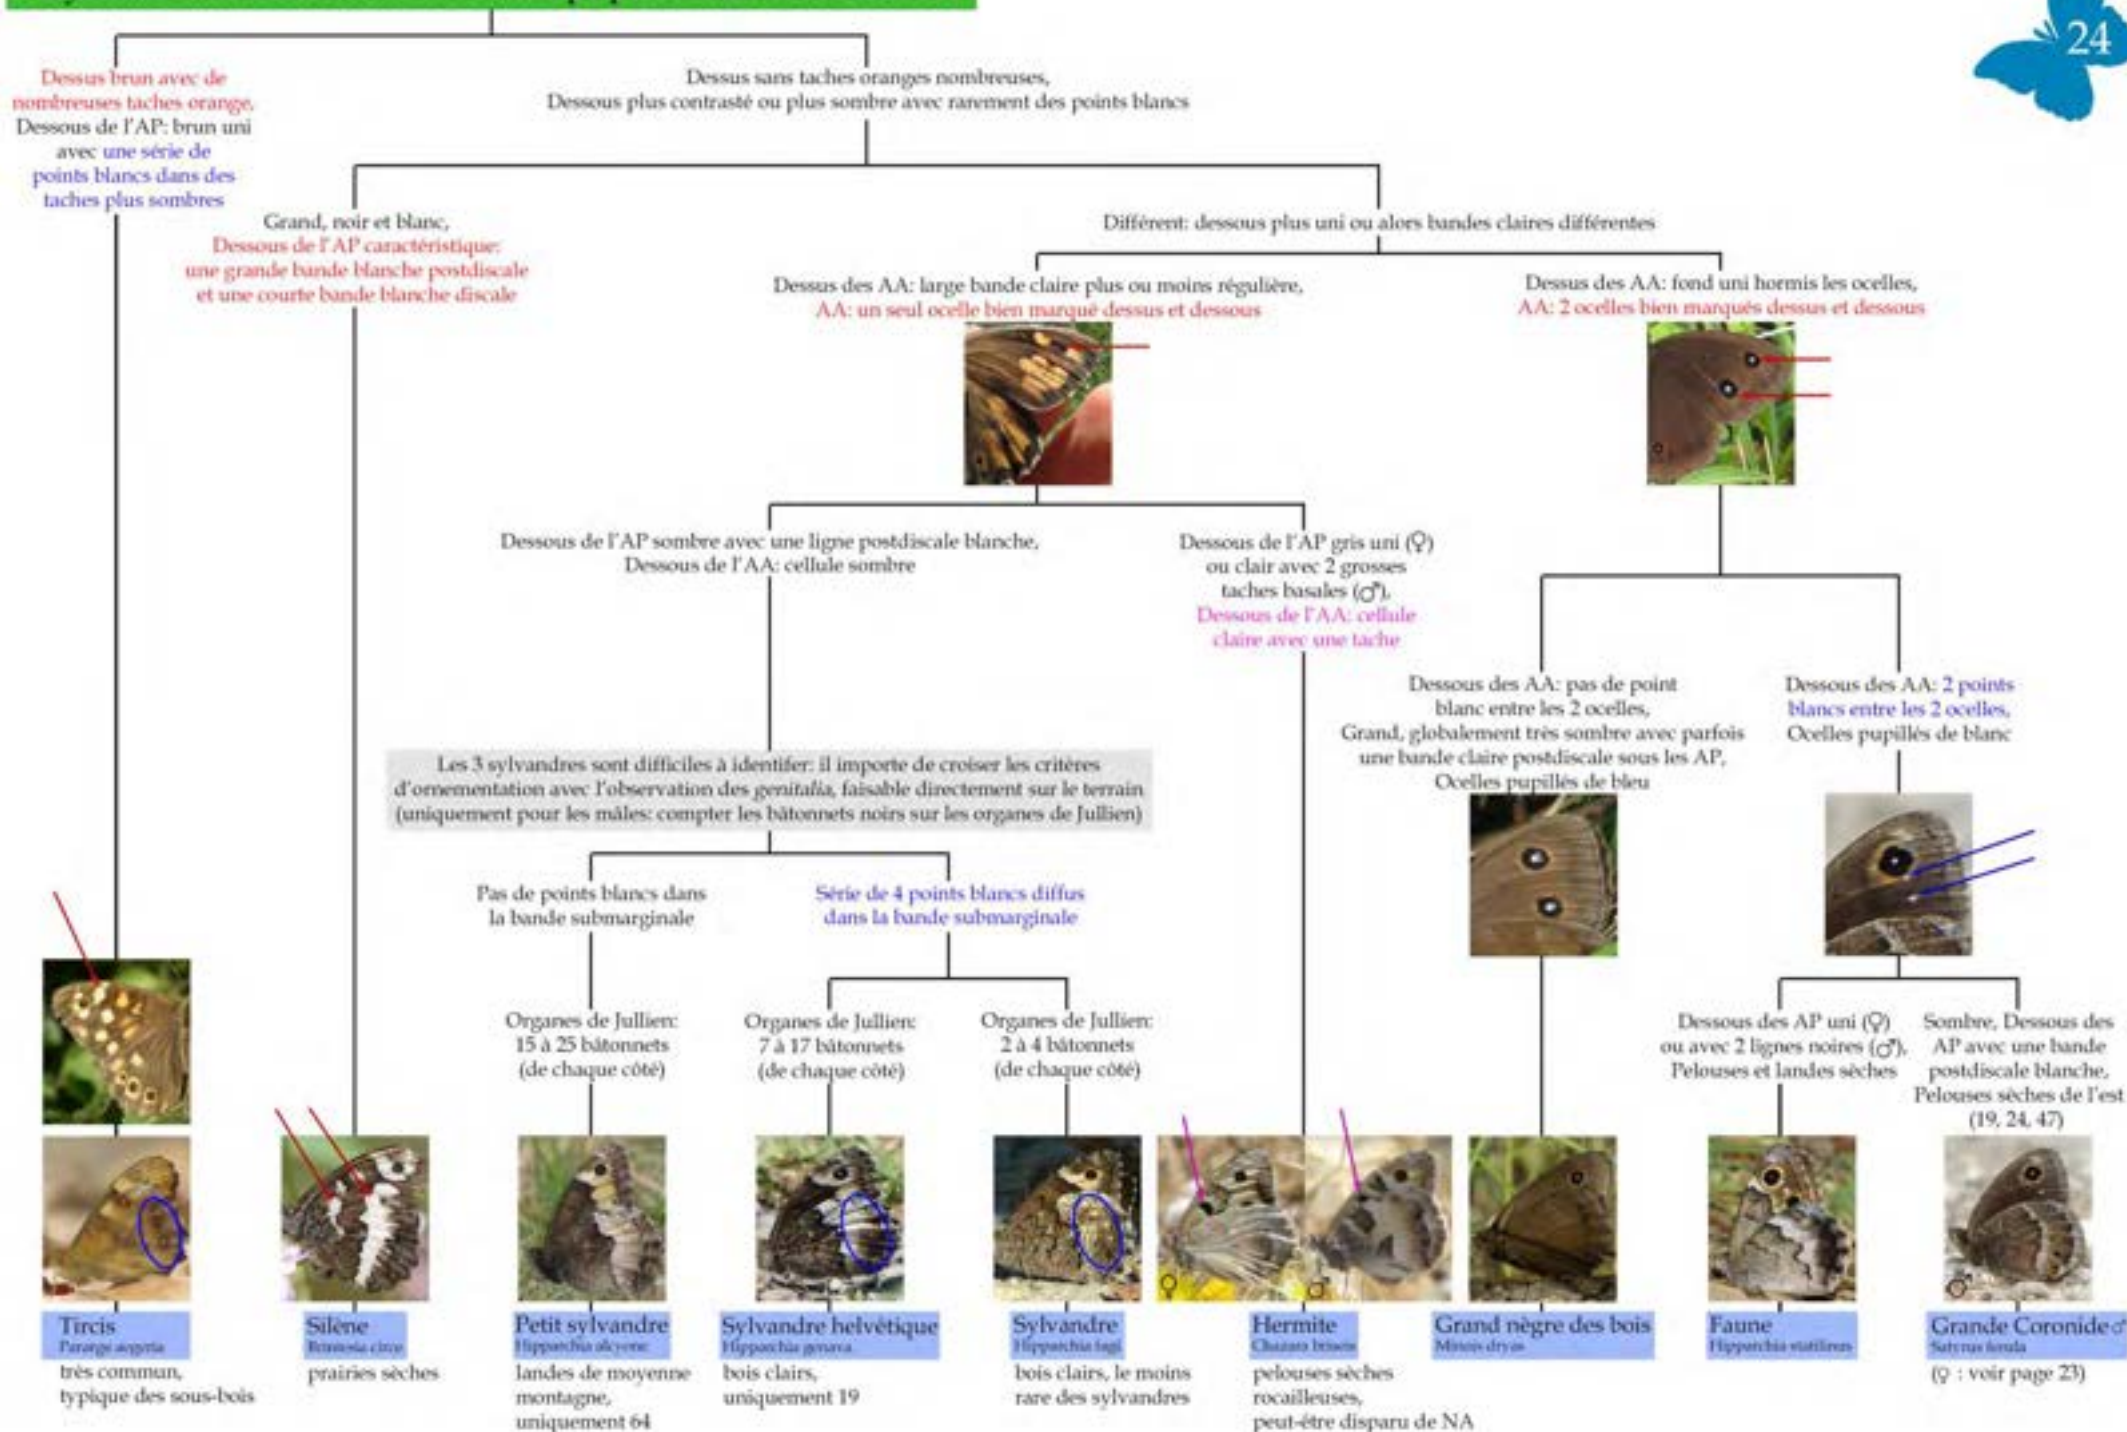 24
Dessus brun avec de
nombreuses taches orange,
Dessous de l'AP: brun uni
avec une série de
points blancs dans des
taches plus sombres
Dessus sans taches oranges nombreuses,
Dessous plus contrasté ou plus sombre avec rarement des points blancs
Grand, noir et blanc,
Dessous de l'AP caractéristique:
une grande bande blanche postdiscale
et une courte bande blanche discale
Différent: dessous plus uni ou alors bandes claires différentes
Dessus des AA: large bande claire plus ou moins régulière,
AA: un seul ocelle bien marqué dessus et dessous
Dessus des AA: fond uni hormis les ocelles,
AA: 2 ocelles bien marqués dessus et dessous
Dessous de l'AP sombre avec une ligne postdiscale blanche,
Dessous de l'AA: cellule sombre
Dessous de l'AP gris uni (♀)
ou clair avec 2 grosses
taches basales (♂),
Dessous de l'AA: cellule
claire avec une tache
Dessous des AA: pas de point
blanc entre les 2 ocelles,
Grand, globalement très sombre avec parfois
une bande claire postdiscale sous les AP,
Ocelles pupillés de bleu
Dessous des AA: 2 points
blancs entre les 2 ocelles,
Ocelles pupillés de blanc
Les 3 sylvandres sont difficiles à identifer: il importe de croiser les critères
d'ornementation avec l'observation des genitalia, faisable directement sur le terrain
(uniquement pour les mâles: compter les bâtonnets noirs sur les organes de Jullien)
Pas de points blancs dans
la bande submarginale
Série de 4 points blancs diffus
dans la bande submarginale
Organes de Jullien:
15 à 25 bâtonnets
(de chaque côté)
Organes de Jullien:
7 à 17 bâtonnets
(de chaque côté)
Organes de Jullien:
2 à 4 bâtonnets
(de chaque côté)
Dessous des AP uni (♀)
ou avec 2 lignes noires (♂),
Pelouses et landes sèches
Sombre, Dessous des
AP avec une bande
postdiscale blanche,
Pelouses sèches de l'est
(19, 24, 47)
♀
♂
♂
Tircis
Pararge aegeria
très commun,
typique des sous-bois
Silène
Brintesia circe
prairies sèches
Petit sylvandre
Hipparchia alcyone
landes de moyenne
montagne,
uniquement 64
Sylvandre helvétique
Hipparchia genava
bois clairs,
uniquement 19
Sylvandre
Hipparchia fagi
bois clairs, le moins
rare des sylvandres
Hermite
Chazara briseis
pelouses sèches
rocailleuses,
peut-être disparu de NA
Grand nègre des bois
Minois dryas
Faune
Hipparchia statilinus
Grande Coronide ♂
Satyrus ferula
(♀ : voir page 23)